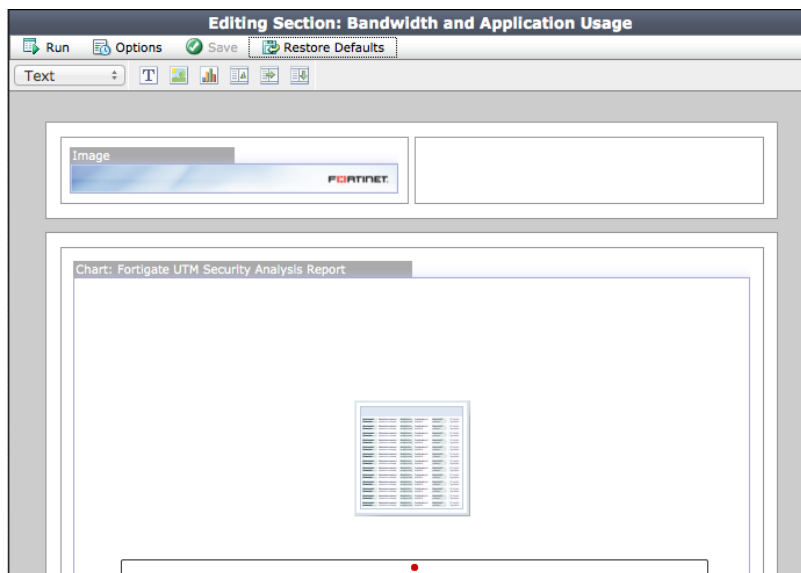 Editing Section: Bandwidth and Application Usage
Run Options Save Restore Defaults
Text T
Image
FORTINET
Chart: Fortigate UTM Security Analysis Report